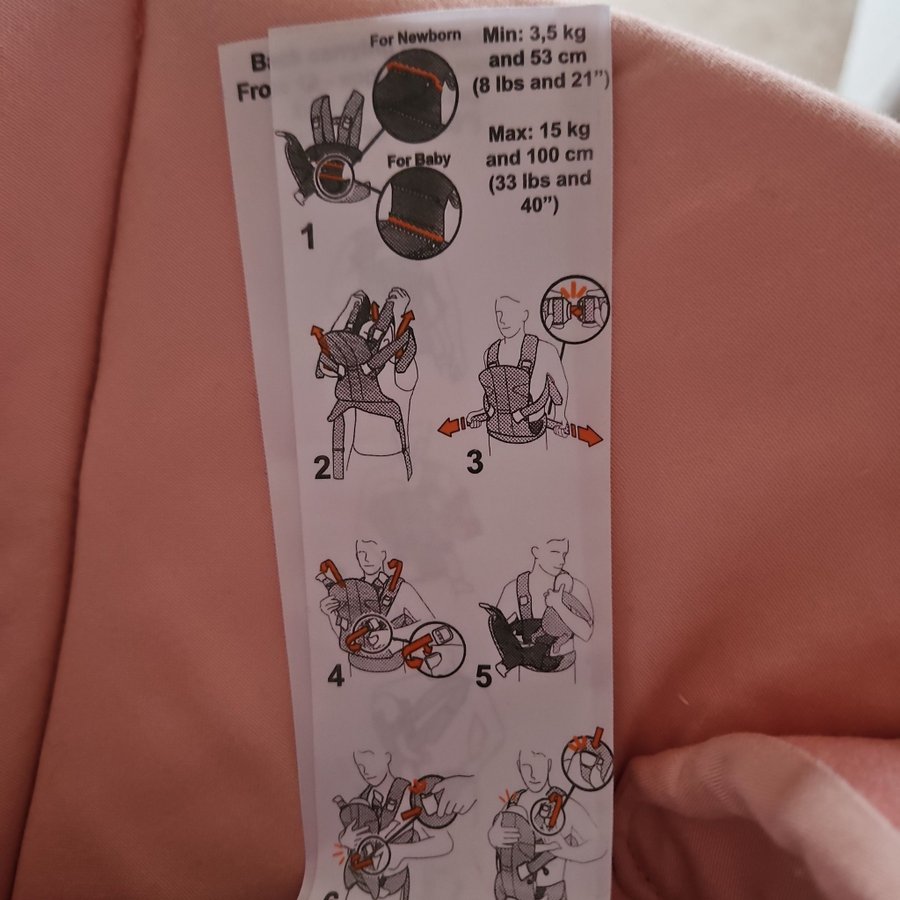 Fro
For Newborn
Min: 3,5 kg
and 53 cm
(8 lbs and 21”)
For Baby
Max: 15 kg
and 100 cm
(33 lbs and
40”)
1
2
3
4
5